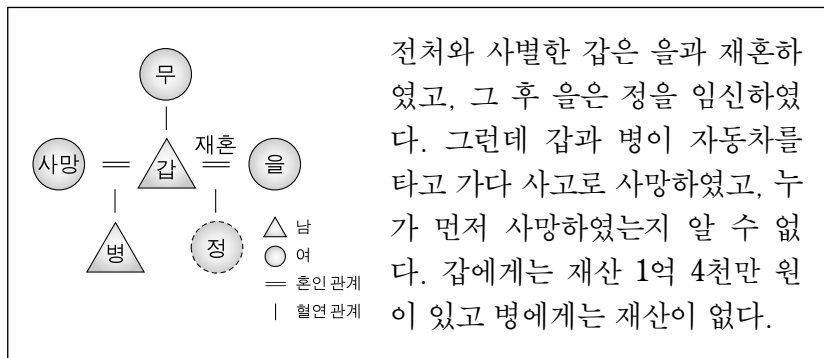 무
재혼
사망
갑
을
병
정
남
여
혼인 관계
혈연 관계
전처와 사별한 갑은 을과 재혼하
였고, 그 후 을은 정을 임신하였
다. 그런데 갑과 병이 자동차를
타고 가다 사고로 사망하였고, 누
가 먼저 사망하였는지 알 수 없
다. 갑에게는 재산 1억 4천만 원
이 있고 병에게는 재산이 없다.